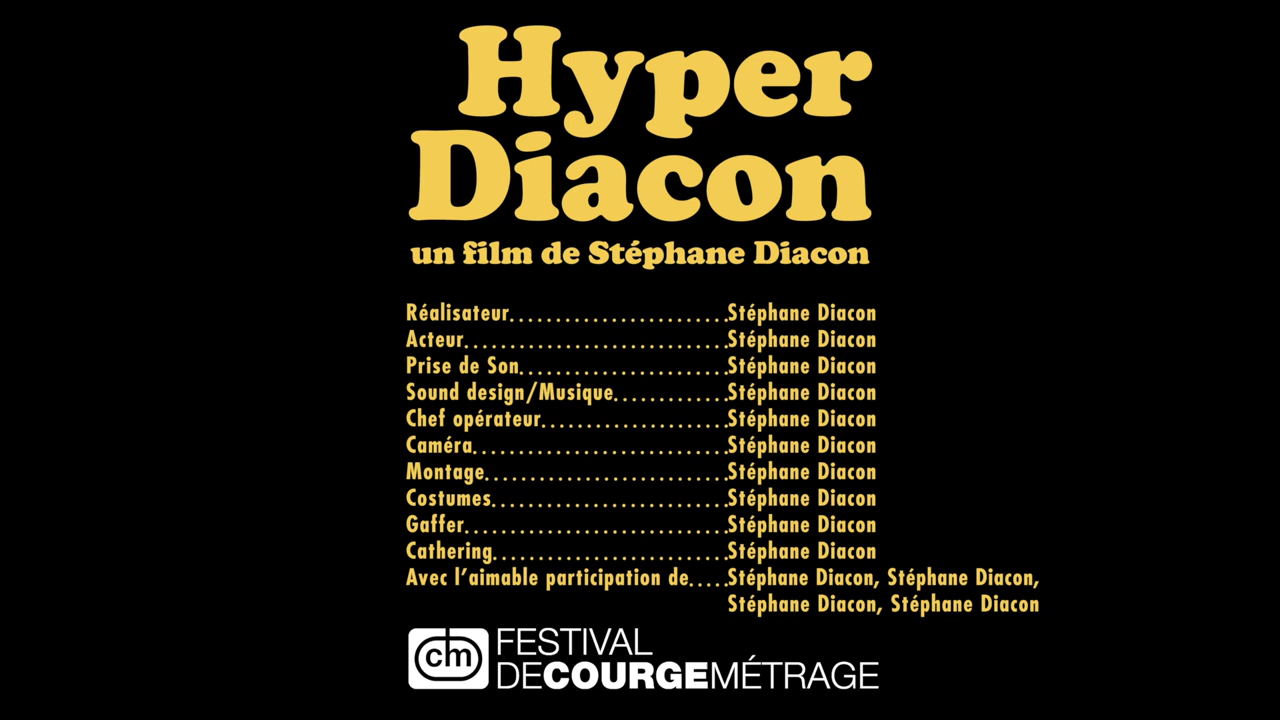 Hyper
Diacon
un film de Stéphane Diacon
Réalisateur........................Stéphane Diacon
Acteur.............................Stéphane Diacon
Prise de Son.......................Stéphane Diacon
Sound design/Musique.............Stéphane Diacon
Chef opérateur.....................Stéphane Diacon
Caméra............................Stéphane Diacon
Montage...........................Stéphane Diacon
Costumes..........................Stéphane Diacon
Gaffer.............................Stéphane Diacon
Cathering..........................Stéphane Diacon
Avec l’aimable participation de.....Stéphane Diacon, Stéphane Diacon,
Stéphane Diacon, Stéphane Diacon
cm FESTIVAL
DECOURGEMÉTRAGE